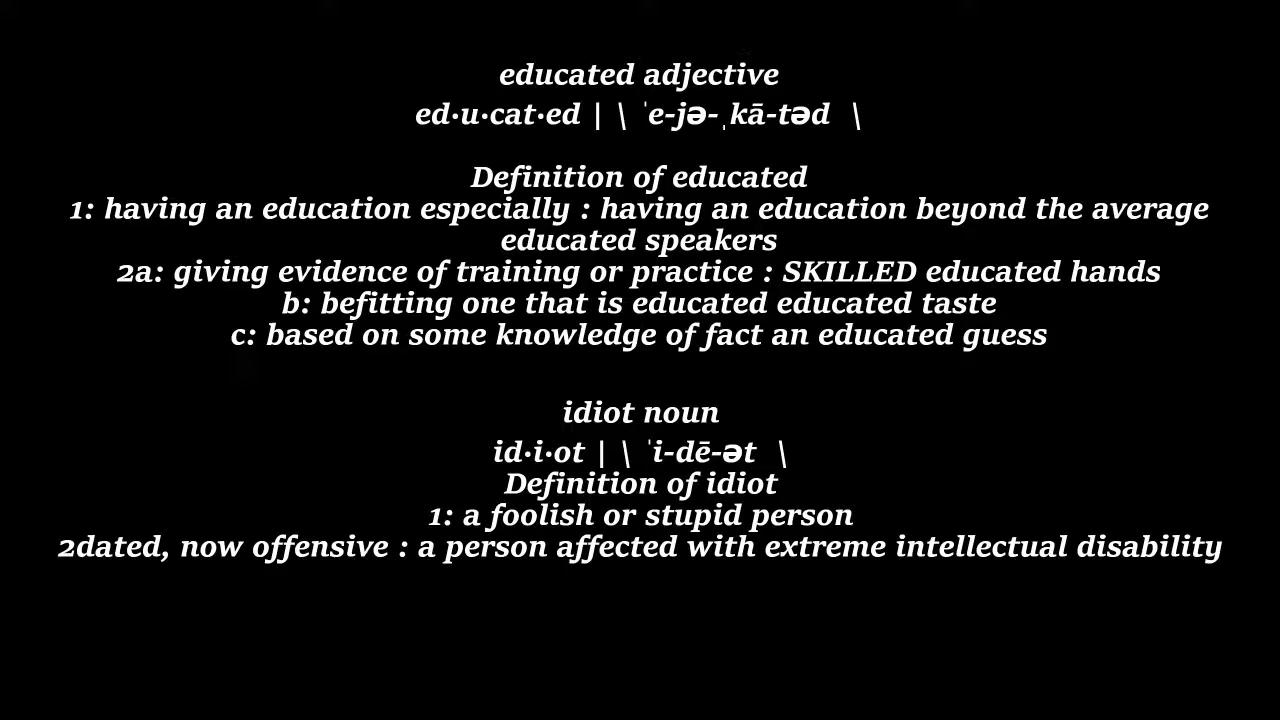 educated adjective
ed·u·cat·ed | \ ˈe-jə-ˌkā-təd \
Definition of educated
1: having an education especially : having an education beyond the average
educated speakers
2a: giving evidence of training or practice : SKILLED educated hands
b: befitting one that is educated educated taste
c: based on some knowledge of fact an educated guess
idiot noun
id·i·ot | \ ˈi-dē-ət \
Definition of idiot
1: a foolish or stupid person
2dated, now offensive : a person affected with extreme intellectual disability